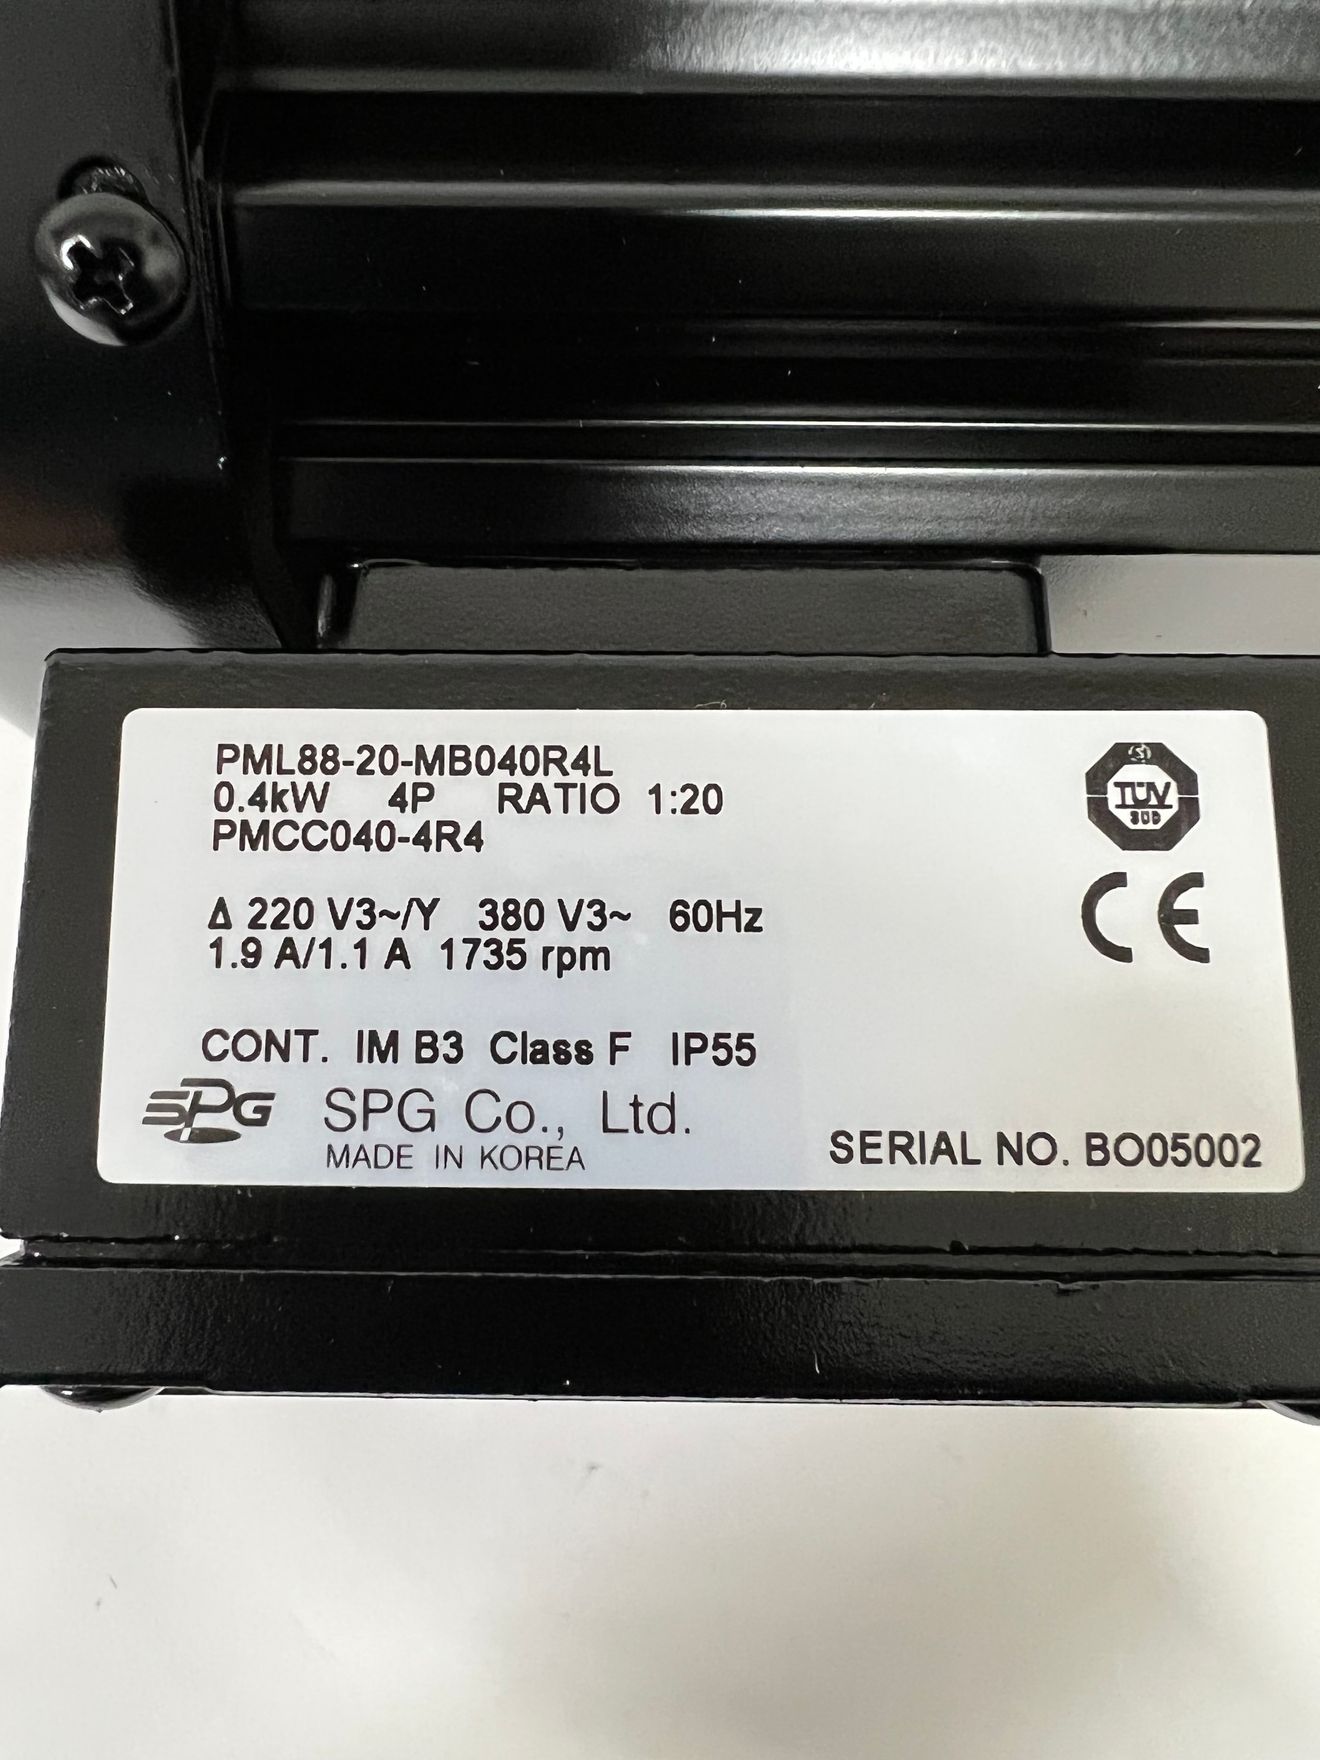 PML88-20-MB040R4L
0.4kW 4P RATIO 1:20
PMCC040-4R4
Δ 220 V3~/Y 380 V3~ 60Hz
1.9 A/1.1 A 1735 rpm
CONT. IM B3 Class F IP55
SPG SPG Co., Ltd.
MADE IN KOREA
TÜV
SÜD
CE
SERIAL NO. BO05002